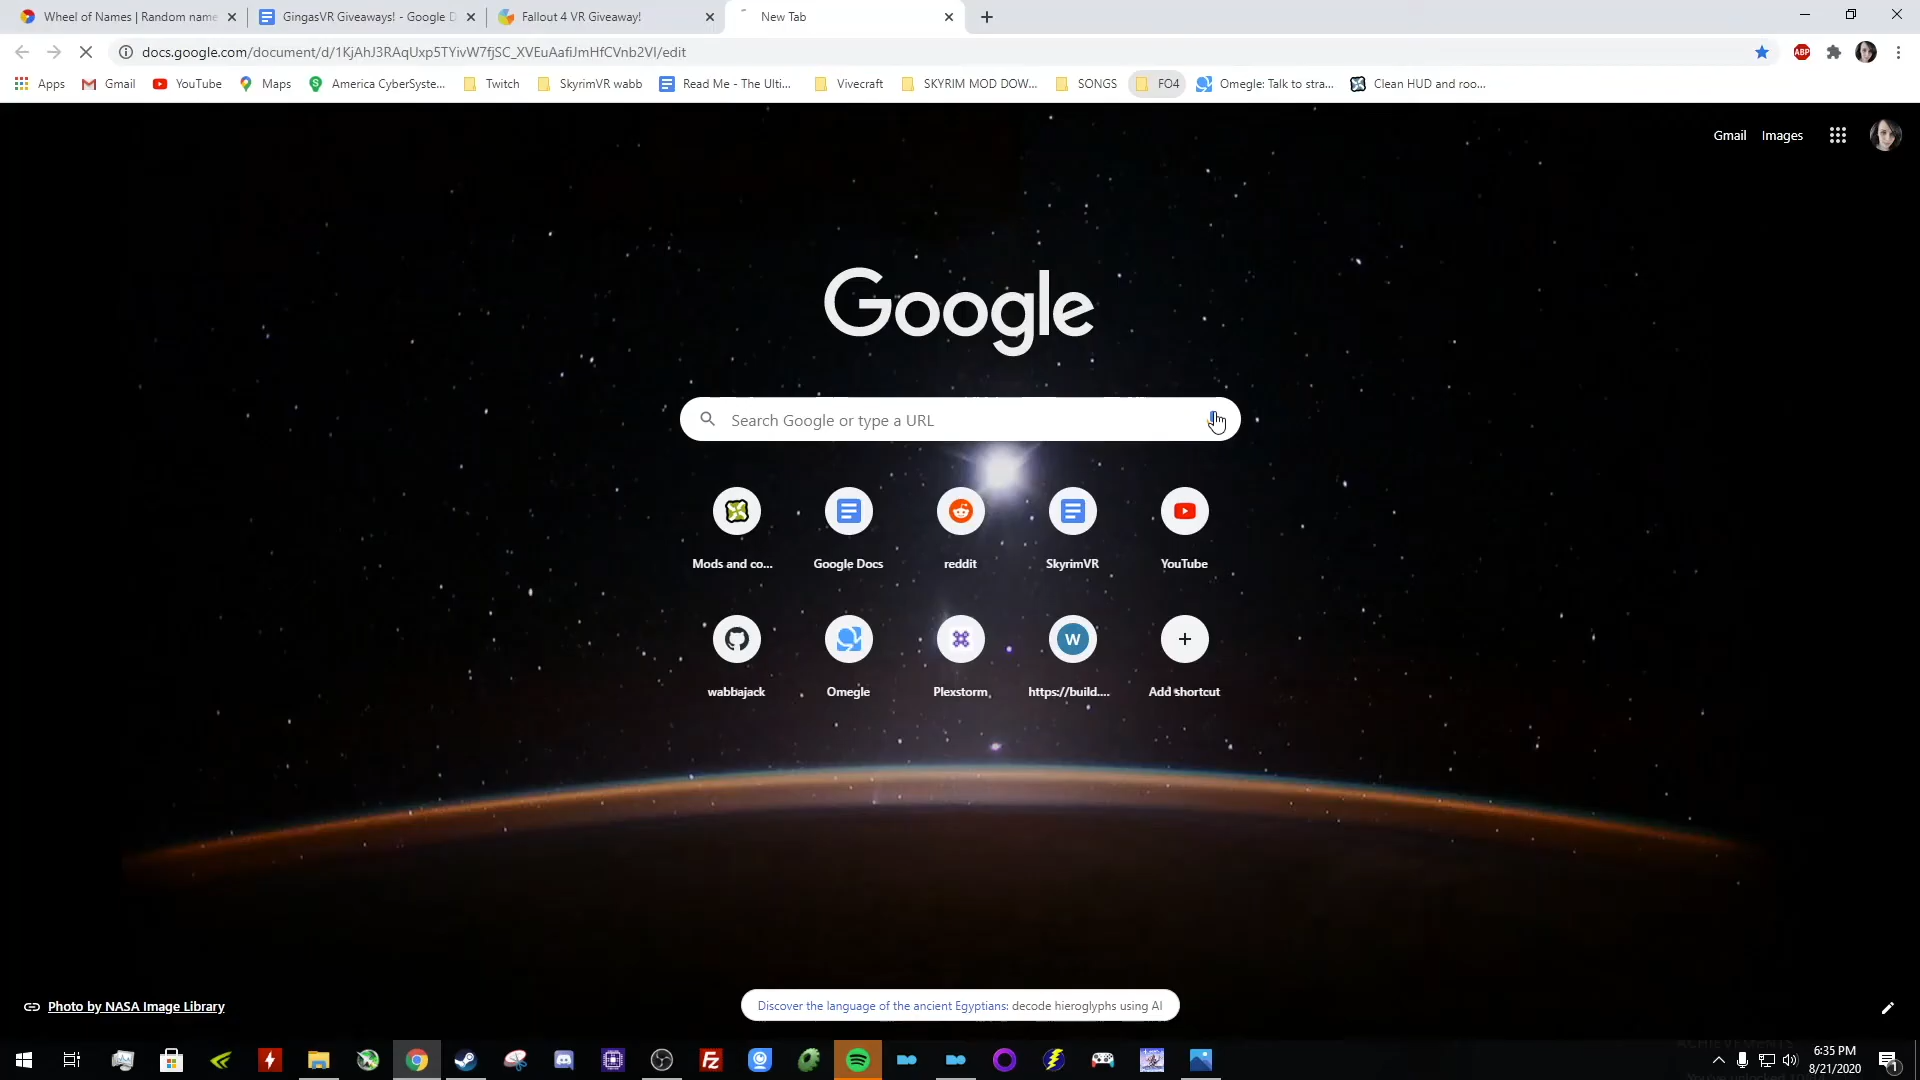 Wheel of Names | Random name
GingasVR Giveaways! - Google D
Fallout 4 VR Giveaway!
New Tab
docs.google.com/document/d/1KjAhJ3RAqUxp5TYivW7fjSC_XVEuAafiJmHfCVnb2VI/edit
ABP
Apps
Gmail
YouTube
Maps
America CyberSyste...
Twitch
SkyrimVR wabb
Read Me - The Ulti...
Vivecraft
SKYRIM MOD DOW...
SONGS
FO4
Omegle: Talk to stra...
Clean HUD and roo...
Gmail
Images
Google
Search Google or type a URL
Mods and co...
Google Docs
reddit
SkyrimVR
YouTube
W
wabbajack
Omegle
Plexstorm
https://build....
Add shortcut
Photo by NASA Image Library
Discover the language of the ancient Egyptians: decode hieroglyphs using AI
Fz
ACHIEVEMENTS
6:35 PM
8/21/2020
1